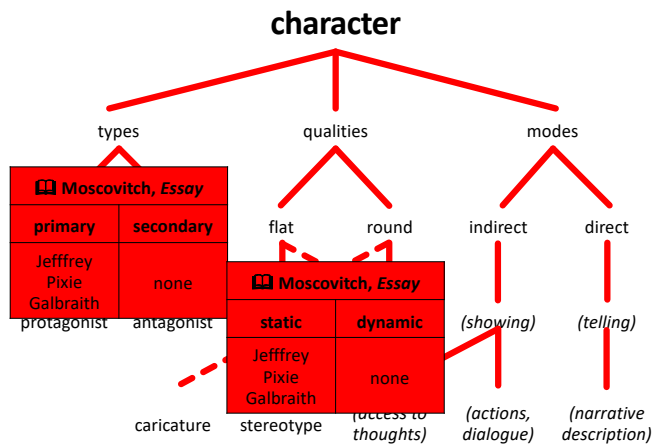 character
types qualities modes
Moscovitch, Essay
primary secondary
Jefffrey
Pixie
Galbraith
none
protagonist antagonist
flat round indirect direct
Moscovitch, Essay
static dynamic
Jefffrey
Pixie
Galbraith
none
(showing) (telling)
caricature stereotype (access to
thoughts)
(actions,
dialogue)
(narrative
description)